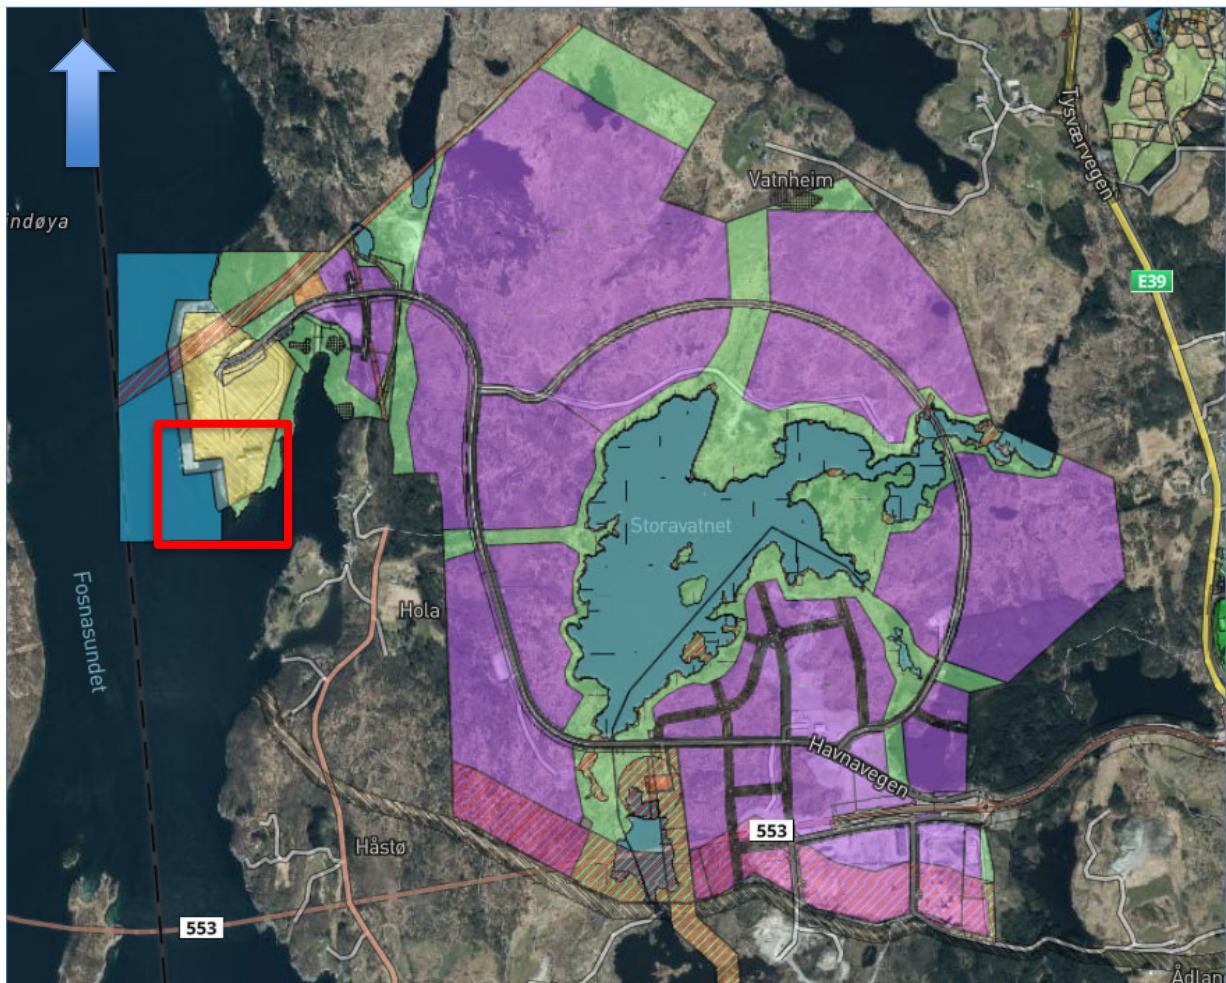 Vatnheim
Tysværvegen
indøya
E39
Storavatnet
Fosnasundet
Hola
Havnavegen
553
Håstø
553
Ådlan